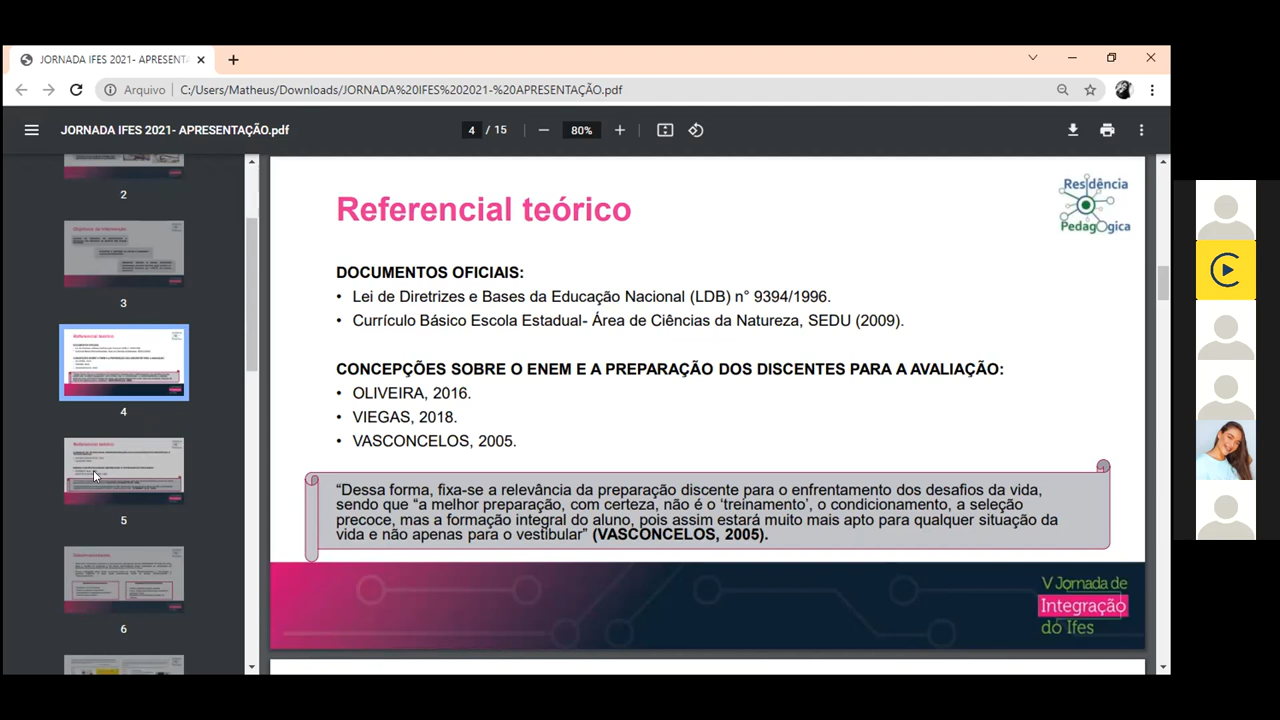 JORNADA IFES 2021- APRESENTA
Arquivo
C:/Users/Matheus/Downloads/JORNADA%20IFES%202021-%20APRESENTAÇÃO.pdf
JORNADA IFES 2021- APRESENTAÇÃO.pdf
4 / 15
80%
2
3
4
5
6
Residência
Pedagógica
Referencial teórico
DOCUMENTOS OFICIAIS:
• Lei de Diretrizes e Bases da Educação Nacional (LDB) n° 9394/1996.
• Currículo Básico Escola Estadual- Área de Ciências da Natureza, SEDU (2009).
CONCEPÇÕES SOBRE O ENEM E A PREPARAÇÃO DOS DISCENTES PARA A AVALIAÇÃO:
• OLIVEIRA, 2016.
• VIEGAS, 2018.
• VASCONCELOS, 2005.
“Dessa forma, fixa-se a relevância da preparação discente para o enfrentamento dos desafios da vida,
sendo que “a melhor preparação, com certeza, não é o ‘treinamento’, o condicionamento, a seleção
precoce, mas a formação integral do aluno, pois assim estará muito mais apto para qualquer situação da
vida e não apenas para o vestibular” (VASCONCELOS, 2005).
V Jornada de
Integração
do Ifes